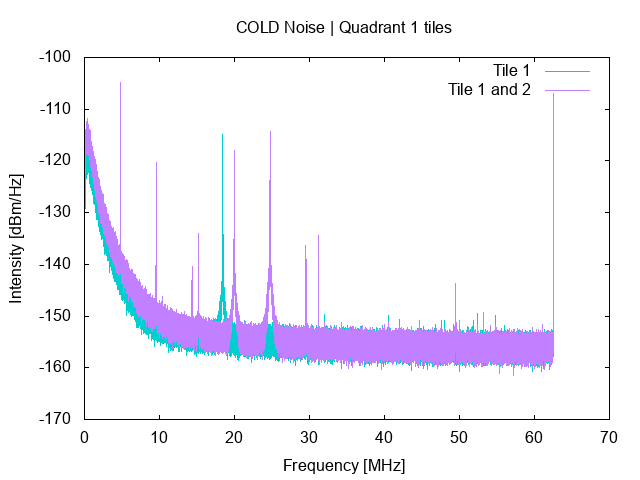 COLD Noise | Quadrant 1 tiles
Tile 1
Tile 1 and 2
Intensity [dBm/Hz]
-100
-110
-120
-130
-140
-150
-160
-170
0 10 20 30 40 50 60 70
Frequency [MHz]